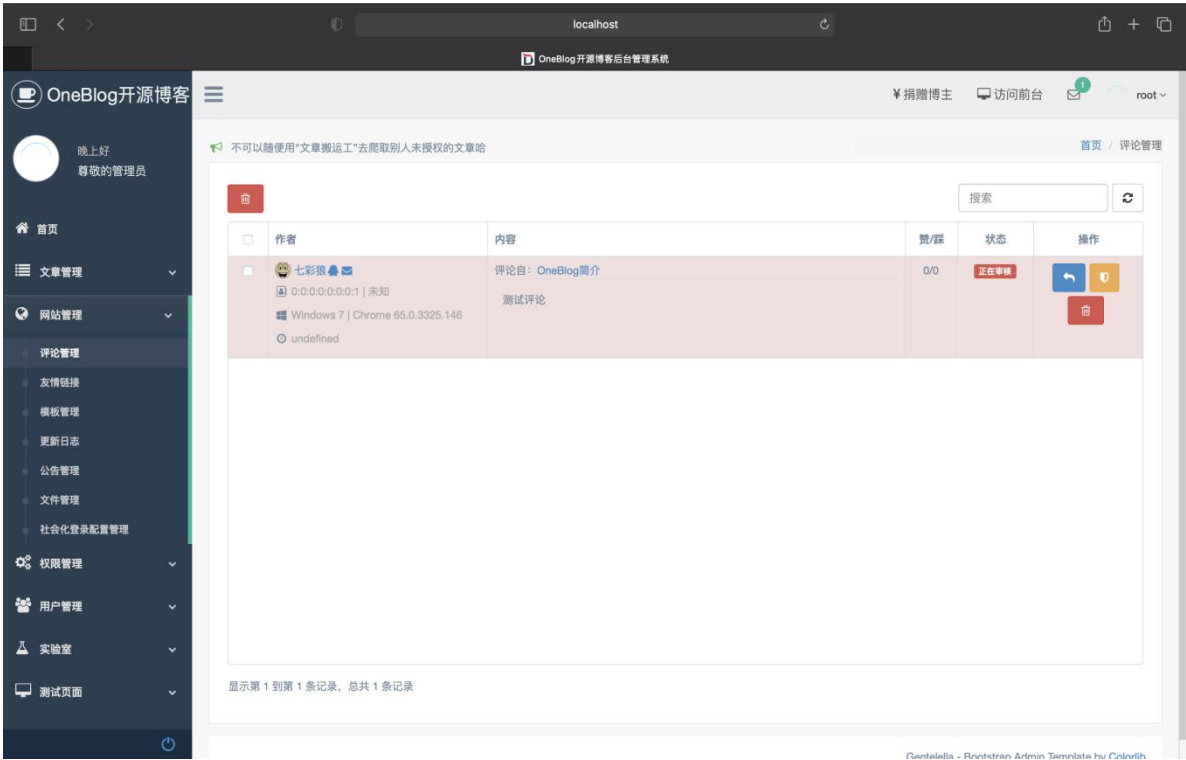 localhost
OneBlog开源博客后台管理系统
OneBlog开源博客
¥捐赠博主 访问前台 1 root
晚上好
尊敬的管理员
不可以随便用“文章搬运工”去爬取别人未授权的文章哈
首页 / 评论管理
搜索
首页
文章管理
网站管理
评论管理
友情链接
模板管理
更新日志
公告管理
文件管理
社会化登录配置管理
权限管理
用户管理
实验室
测试页面
作者 内容 赞/踩 状态 操作
七彩狼 评论自：OneBlog简介 0/0 正在审核
0:0:0:0:0:0:0:1 | 未知
测试评论
Windows 7 | Chrome 65.0.3325.146
undefined
显示第 1 到第 1 条记录，总共 1 条记录
Gentelella - Bootstrap Admin Template by Colorlib